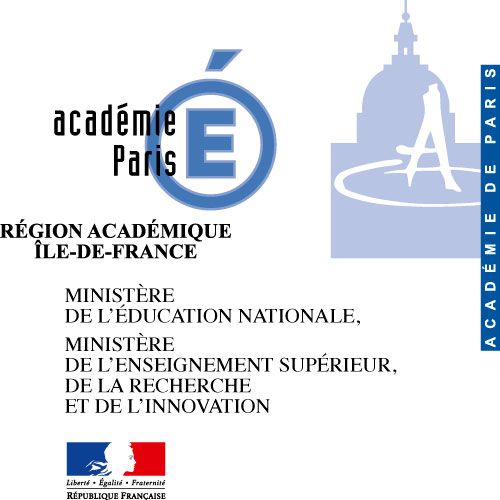 académie
Paris
É
A
ACADÉMIE DE PARIS
RÉGION ACADÉMIQUE
ÎLE-DE-FRANCE
MINISTÈRE
DE L'ÉDUCATION NATIONALE,
MINISTÈRE
DE L'ENSEIGNEMENT SUPÉRIEUR,
DE LA RECHERCHE
ET DE L'INNOVATION
Liberté • Égalité • Fraternité
RÉPUBLIQUE FRANÇAISE